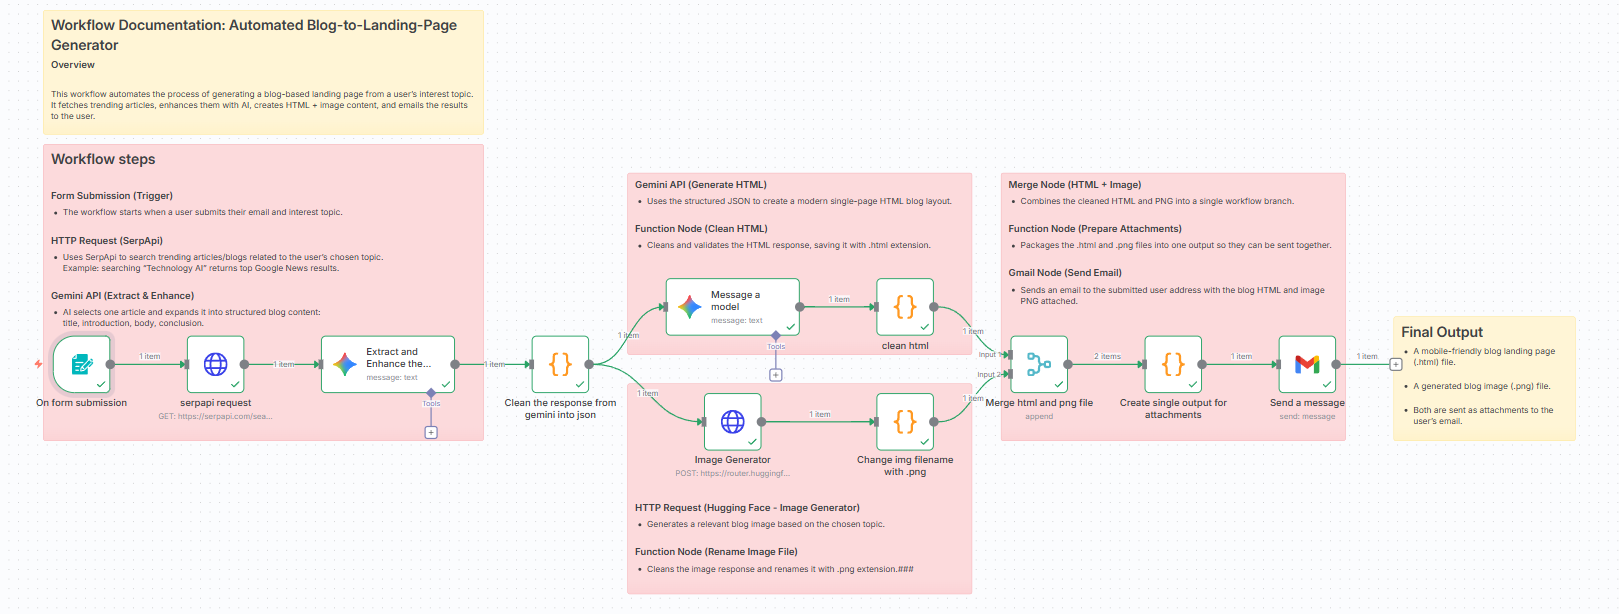 Workflow Documentation: Automated Blog-to-Landing-Page
Generator
Overview
This workflow automates the process of generating a blog-based landing page from a user's interest topic.
It fetches trending articles, enhances them with AI, creates HTML + image content, and emails the results
to the user.
Workflow steps
Form Submission (Trigger)
• The workflow starts when a user submits their email and interest topic.
HTTP Request (SerpApi)
• Uses SerpApi to search trending articles/blogs related to the user's chosen topic.
Example: searching "Technology AI" returns top Google News results.
Gemini API (Extract & Enhance)
• AI selects one article and expands it into structured blog content:
title, introduction, body, conclusion.
1 item
1 item
1 item
On form submission
serpapi request
GET: https://serpapi.com/sea...
Extract and
Enhance the...
message: text
Tools
Clean the response from
gemini into json
Gemini API (Generate HTML)
• Uses the structured JSON to create a modern single-page HTML blog layout.
Function Node (Clean HTML)
• Cleans and validates the HTML response, saving it with .html extension.
1 item
Message a
model
message: text
Tools
1 item
clean html
1 item
1 item
Image Generator
POST: https://router.huggingf...
1 item
Change img filename
with .png
1 item
HTTP Request (Hugging Face - Image Generator)
• Generates a relevant blog image based on the chosen topic.
Function Node (Rename Image File)
• Cleans the image response and renames it with .png extension.###
Merge Node (HTML + Image)
• Combines the cleaned HTML and PNG into a single workflow branch.
Function Node (Prepare Attachments)
• Packages the .html and .png files into one output so they can be sent together.
Gmail Node (Send Email)
• Sends an email to the submitted user address with the blog HTML and image
PNG attached.
Input 1
Input 2
Merge html and png file
append
2 items
Create single output for
attachments
1 item
Send a message
send: message
1 item
Final Output
• A mobile-friendly blog landing page
(.html) file.
• A generated blog image (.png) file.
• Both are sent as attachments to the
user's email.